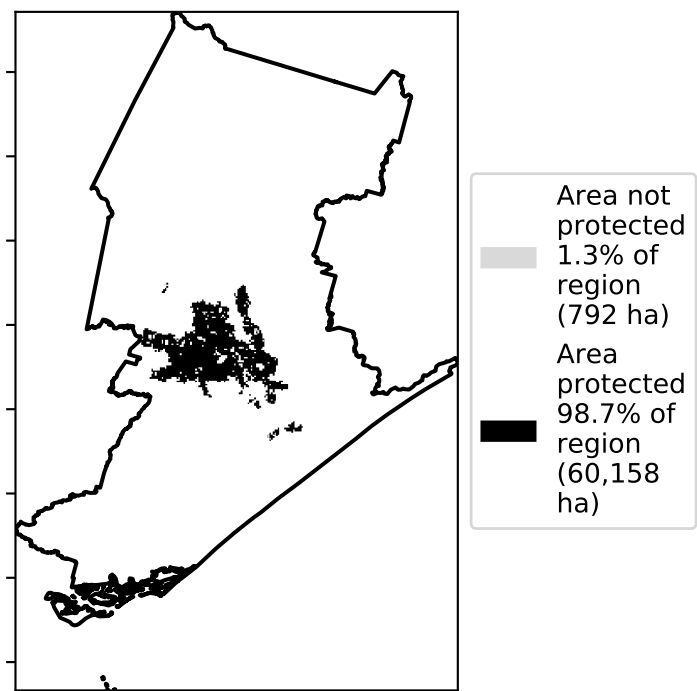 Area not
protected
1.3% of
region
(792 ha)
Area
protected
98.7% of
region
(60,158
ha)